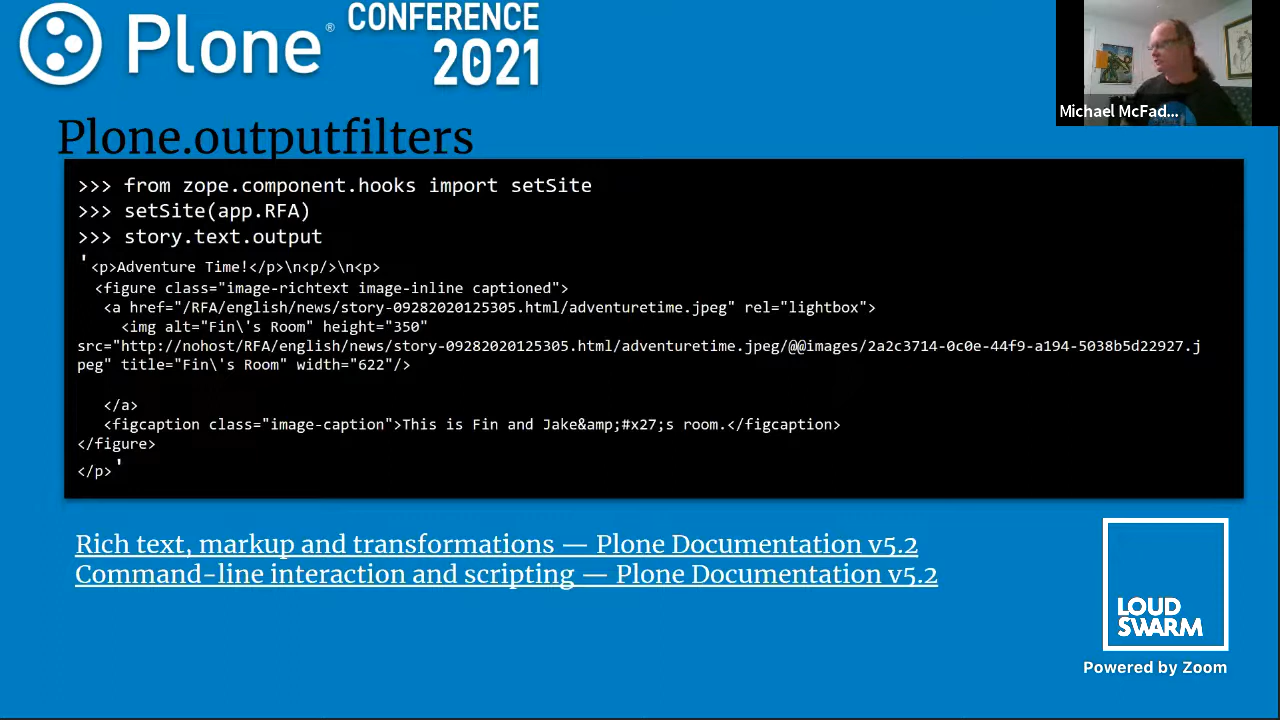 Plone® CONFERENCE
2021
Michael McFad...
Plone.outputfilters
>>> from zope.component.hooks import setSite
>>> setSite(app.RFA)
>>> story.text.output
'<p>Adventure Time!</p>\n<p/>\n<p>
<figure class="image-richtext image-inline captioned">
<a href="/RFA/english/news/story-09282020125305.html/adventuretime.jpeg" rel="lightbox">
<img alt="Fin\'s Room" height="350"
src="http://nohost/RFA/english/news/story-09282020125305.html/adventuretime.jpeg/@@images/2a2c3714-0c0e-44f9-a194-5038b5d22927.j
peg" title="Fin\'s Room" width="622"/>
</a>
<figcaption class="image-caption">This is Fin and Jake&amp;#x27;s room.</figcaption>
</figure>
</p>'
Rich text, markup and transformations — Plone Documentation v5.2
Command-line interaction and scripting — Plone Documentation v5.2
LOUD
SWARM
Powered by Zoom